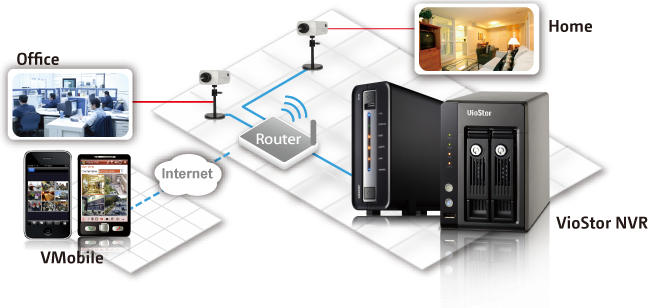 Home
Office
VioStor
Router
Internet
VioStor NVR
VMobile